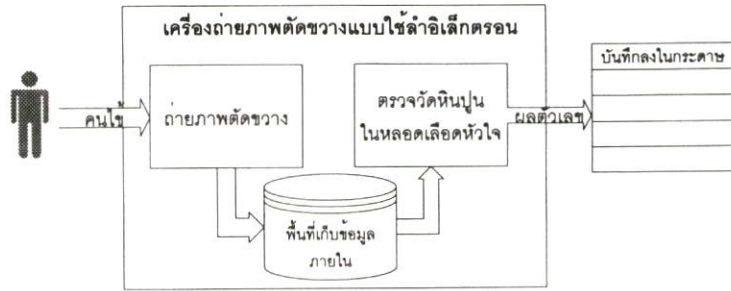 เครื่องถ่ายภาพตัดขวางแบบใช้ลำอิเล็กตรอน
คนไข้
ถ่ายภาพตัดขวาง
ตรวจวัดหินปูน
ในหลอดเลือดหัวใจ
ผลตัวเลข
บันทึกลงในกระดาษ
พื้นที่เก็บข้อมูล
ภายใน